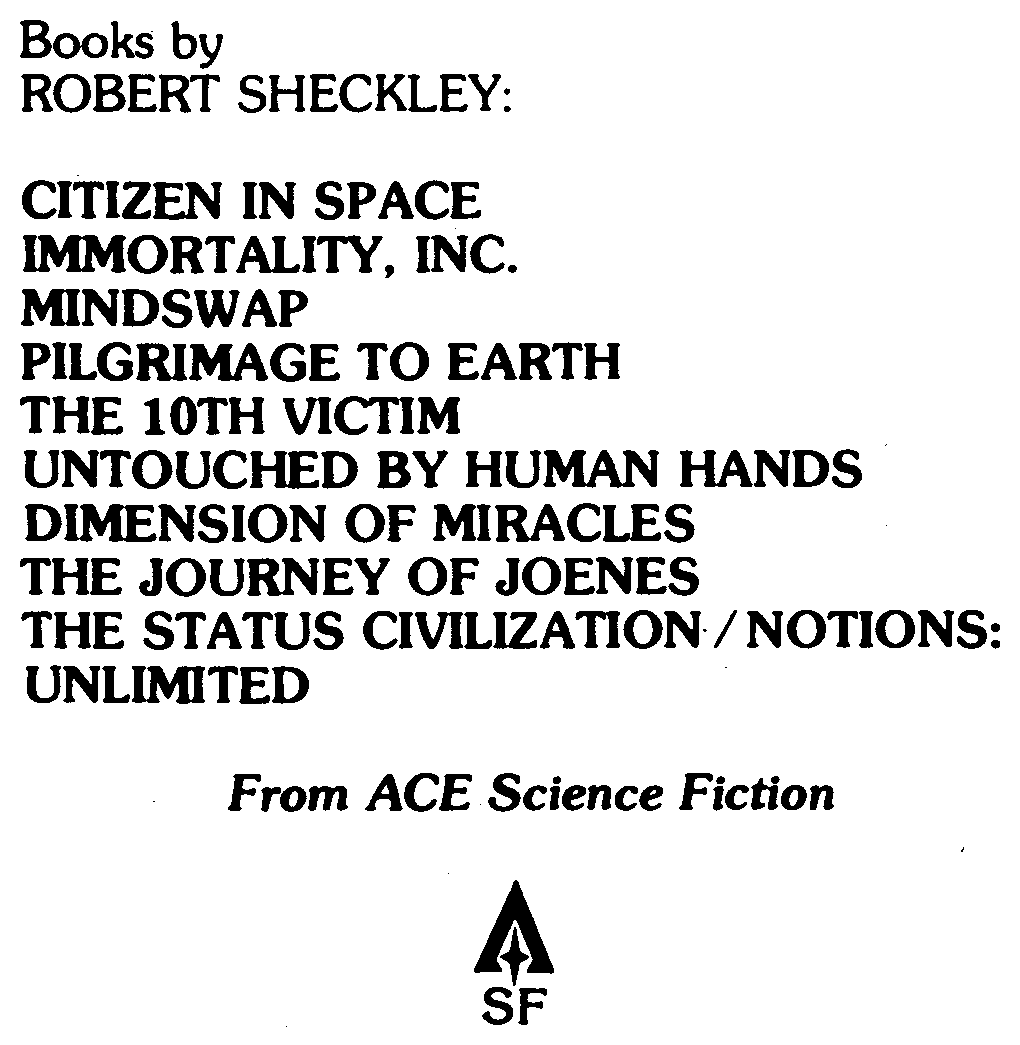 Books by
ROBERT SHECKLEY:
CITIZEN IN SPACE
IMMORTALITY, INC.
MINDSWAP
PILGRIMAGE TO EARTH
THE 10TH VICTIM
UNTOUCHED BY HUMAN HANDS
DIMENSION OF MIRACLES
THE JOURNEY OF JOENES
THE STATUS CIVILIZATION / NOTIONS:
UNLIMITED
From ACE Science Fiction
SF